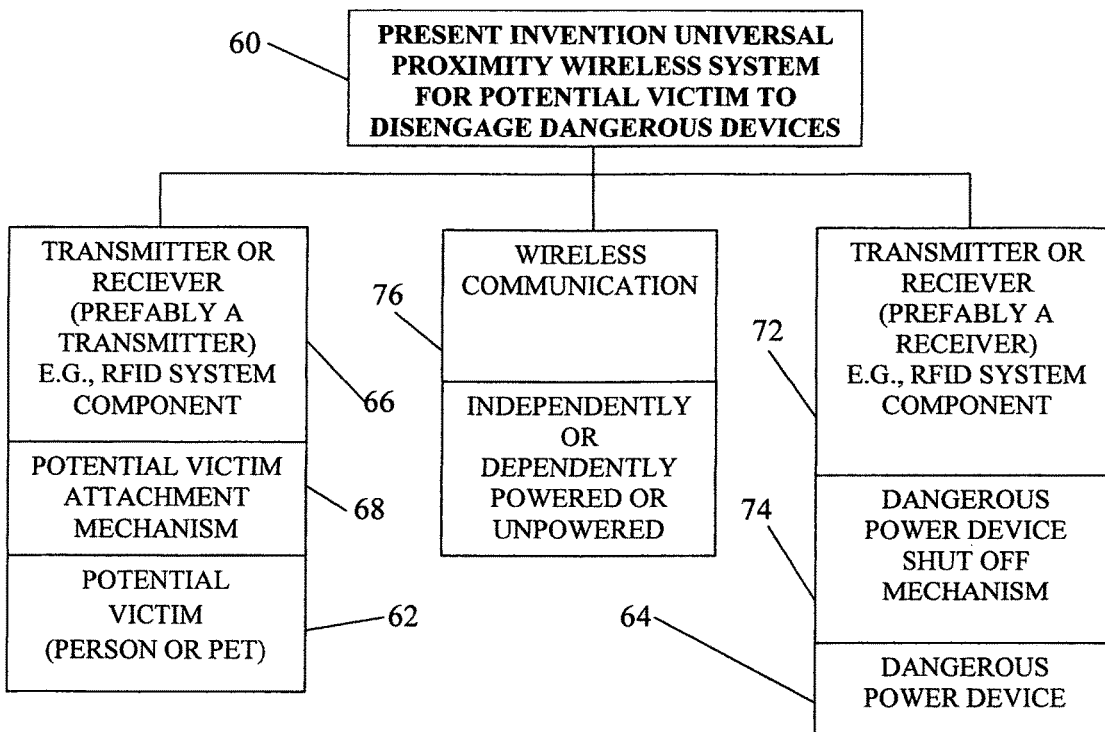 60
PRESENT INVENTION UNIVERSAL
PROXIMITY WIRELESS SYSTEM
FOR POTENTIAL VICTIM TO
DISENGAGE DANGEROUS DEVICES
TRANSMITTER OR
RECIEVER
(PREFABLY A
TRANSMITTER)
E.G., RFID SYSTEM
COMPONENT
66
POTENTIAL VICTIM
ATTACHMENT
MECHANISM
68
POTENTIAL
VICTIM
(PERSON OR PET)
62
76
WIRELESS
COMMUNICATION
INDEPENDENTLY
OR
DEPENDENTLY
POWERED OR
UNPOWERED
72
TRANSMITTER OR
RECIEVER
(PREFABLY A
RECEIVER)
E.G., RFID SYSTEM
COMPONENT
74
DANGEROUS
POWER DEVICE
SHUT OFF
MECHANISM
64
DANGEROUS
POWER DEVICE